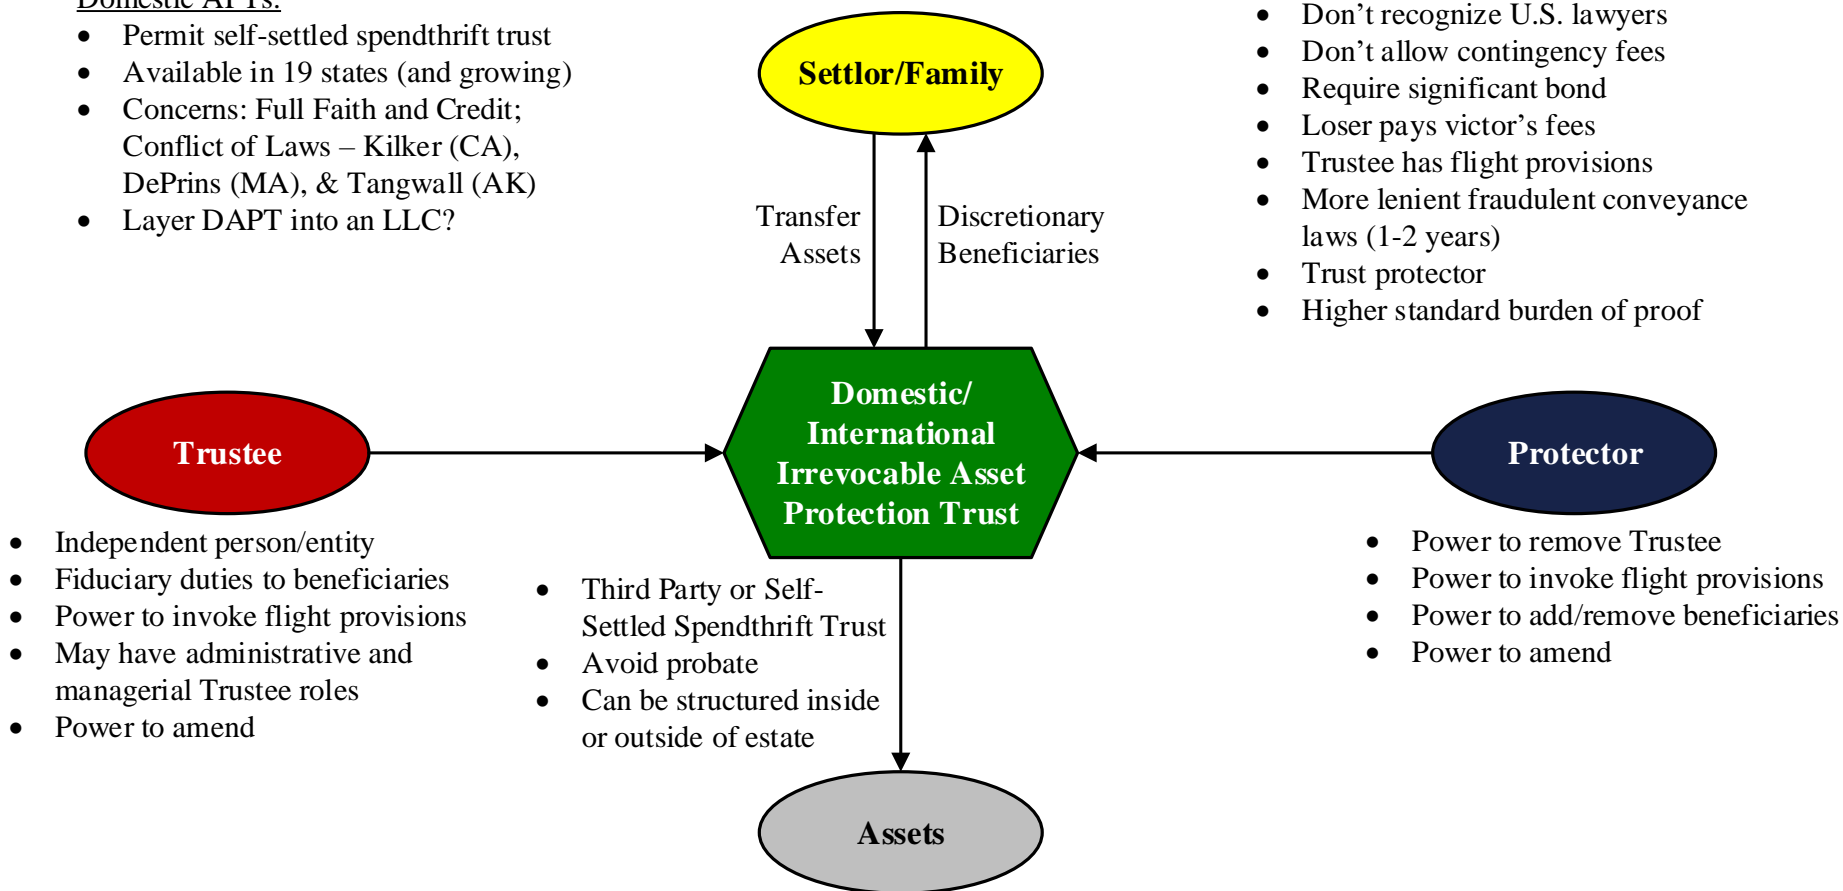 Domestic APTs:
• Permit self-settled spendthrift trust
• Available in 19 states (and growing)
• Concerns: Full Faith and Credit;
Conflict of Laws – Kilker (CA),
DePrins (MA), & Tangwall (AK)
• Layer DAPT into an LLC?
Settlor/Family
• Don’t recognize U.S. lawyers
• Don’t allow contingency fees
• Require significant bond
• Loser pays victor’s fees
• Trustee has flight provisions
• More lenient fraudulent conveyance
laws (1-2 years)
• Trust protector
• Higher standard burden of proof
Transfer
Assets
Discretionary
Beneficiaries
Domestic/
International
Irrevocable Asset
Protection Trust
Trustee
• Independent person/entity
• Fiduciary duties to beneficiaries
• Power to invoke flight provisions
• May have administrative and
managerial Trustee roles
• Power to amend
• Third Party or Self-
Settled Spendthrift Trust
• Avoid probate
• Can be structured inside
or outside of estate
Protector
• Power to remove Trustee
• Power to invoke flight provisions
• Power to add/remove beneficiaries
• Power to amend
Assets